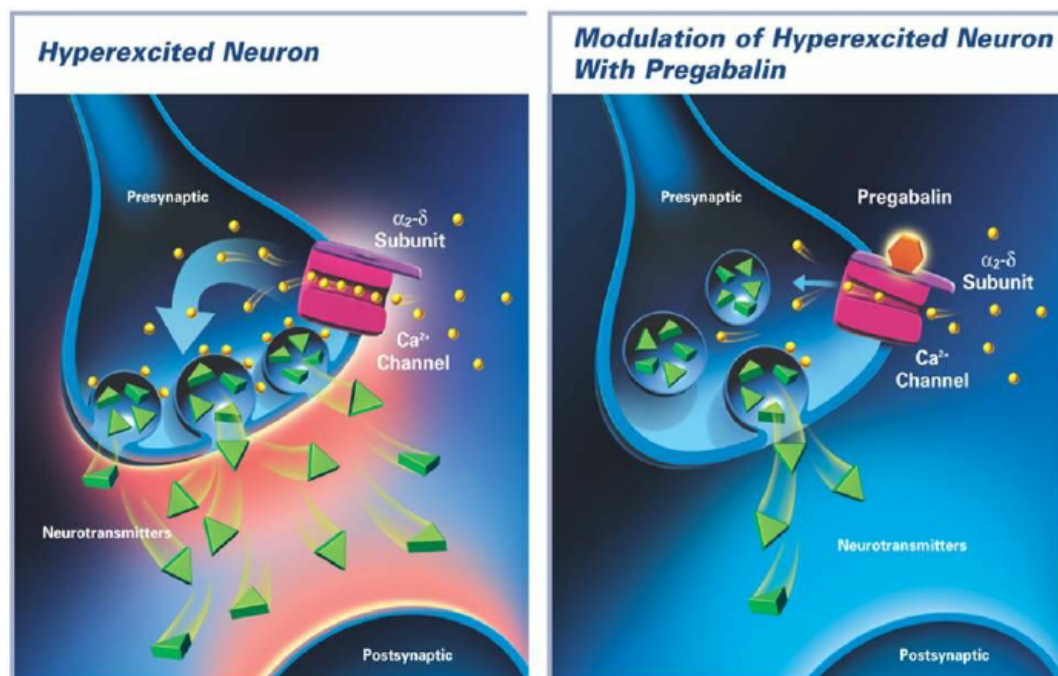 Hyperexcited Neuron
Presynaptic
α₂-δ
Subunit
Ca²⁺
Channel
Neurotransmitters
Postsynaptic
Modulation of Hyperexcited Neuron
With Pregabalin
Presynaptic
Pregabalin
α₂-δ
Subunit
Ca²⁺
Channel
Neurotransmitters
Postsynaptic